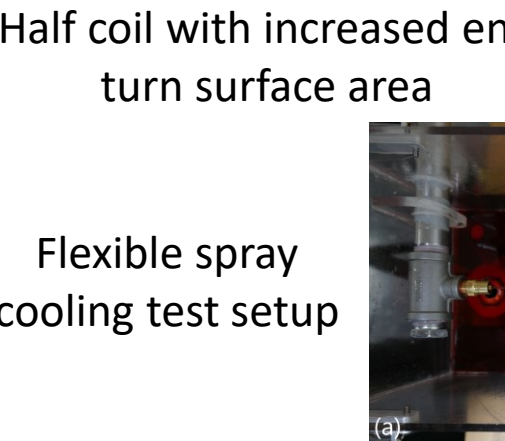 Half coil with increased en
turn surface area
Flexible spray
cooling test setup
(a)